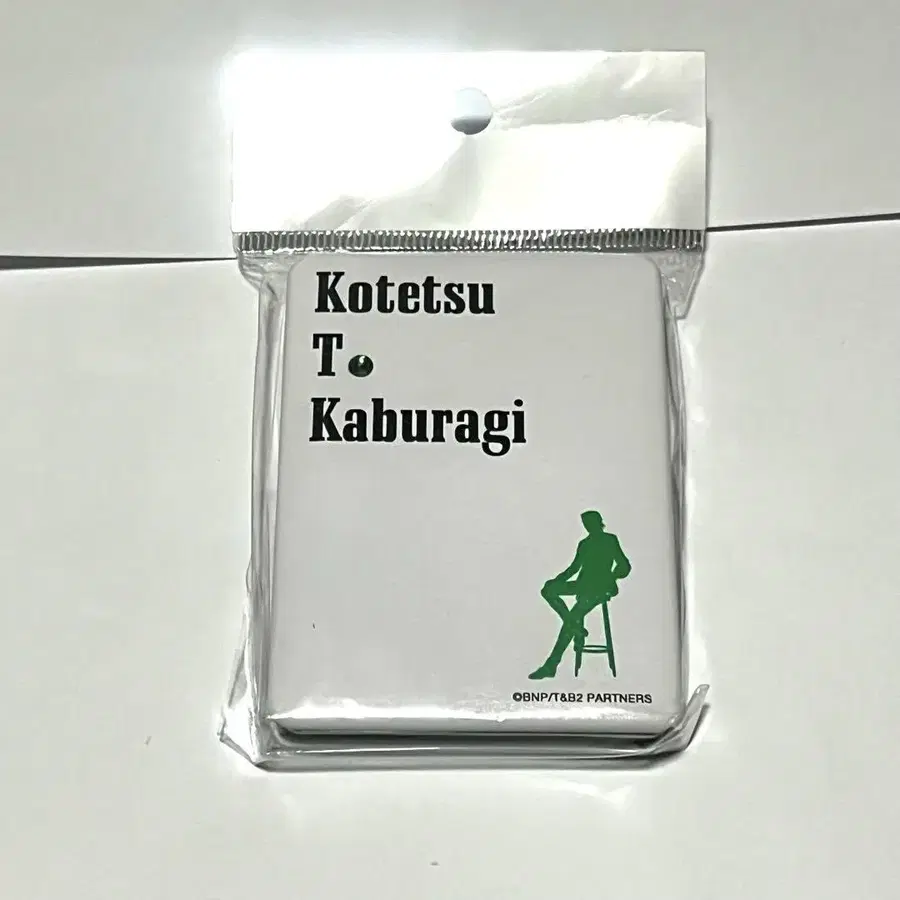 Kotetsu
T.
Kaburagi
©BNP/T&B2 PARTNERS